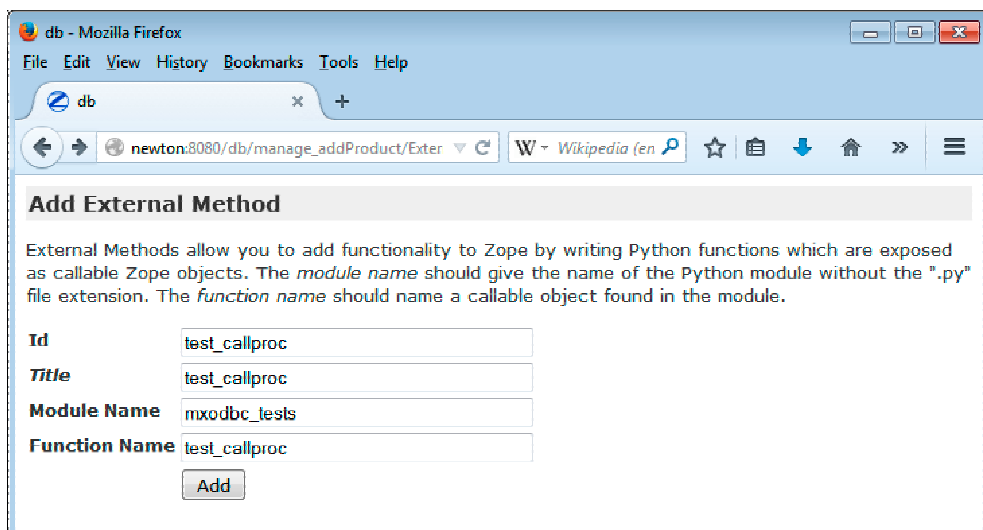 db - Mozilla Firefox
File Edit View History Bookmarks Tools Help
db
newton:8080/db/manage_addProduct/Exter
W Wikipedia (en
Add External Method
External Methods allow you to add functionality to Zope by writing Python functions which are exposed
as callable Zope objects. The module name should give the name of the Python module without the ".py"
file extension. The function name should name a callable object found in the module.
Id test_callproc
Title test_callproc
Module Name mxodbc_tests
Function Name test_callproc
Add